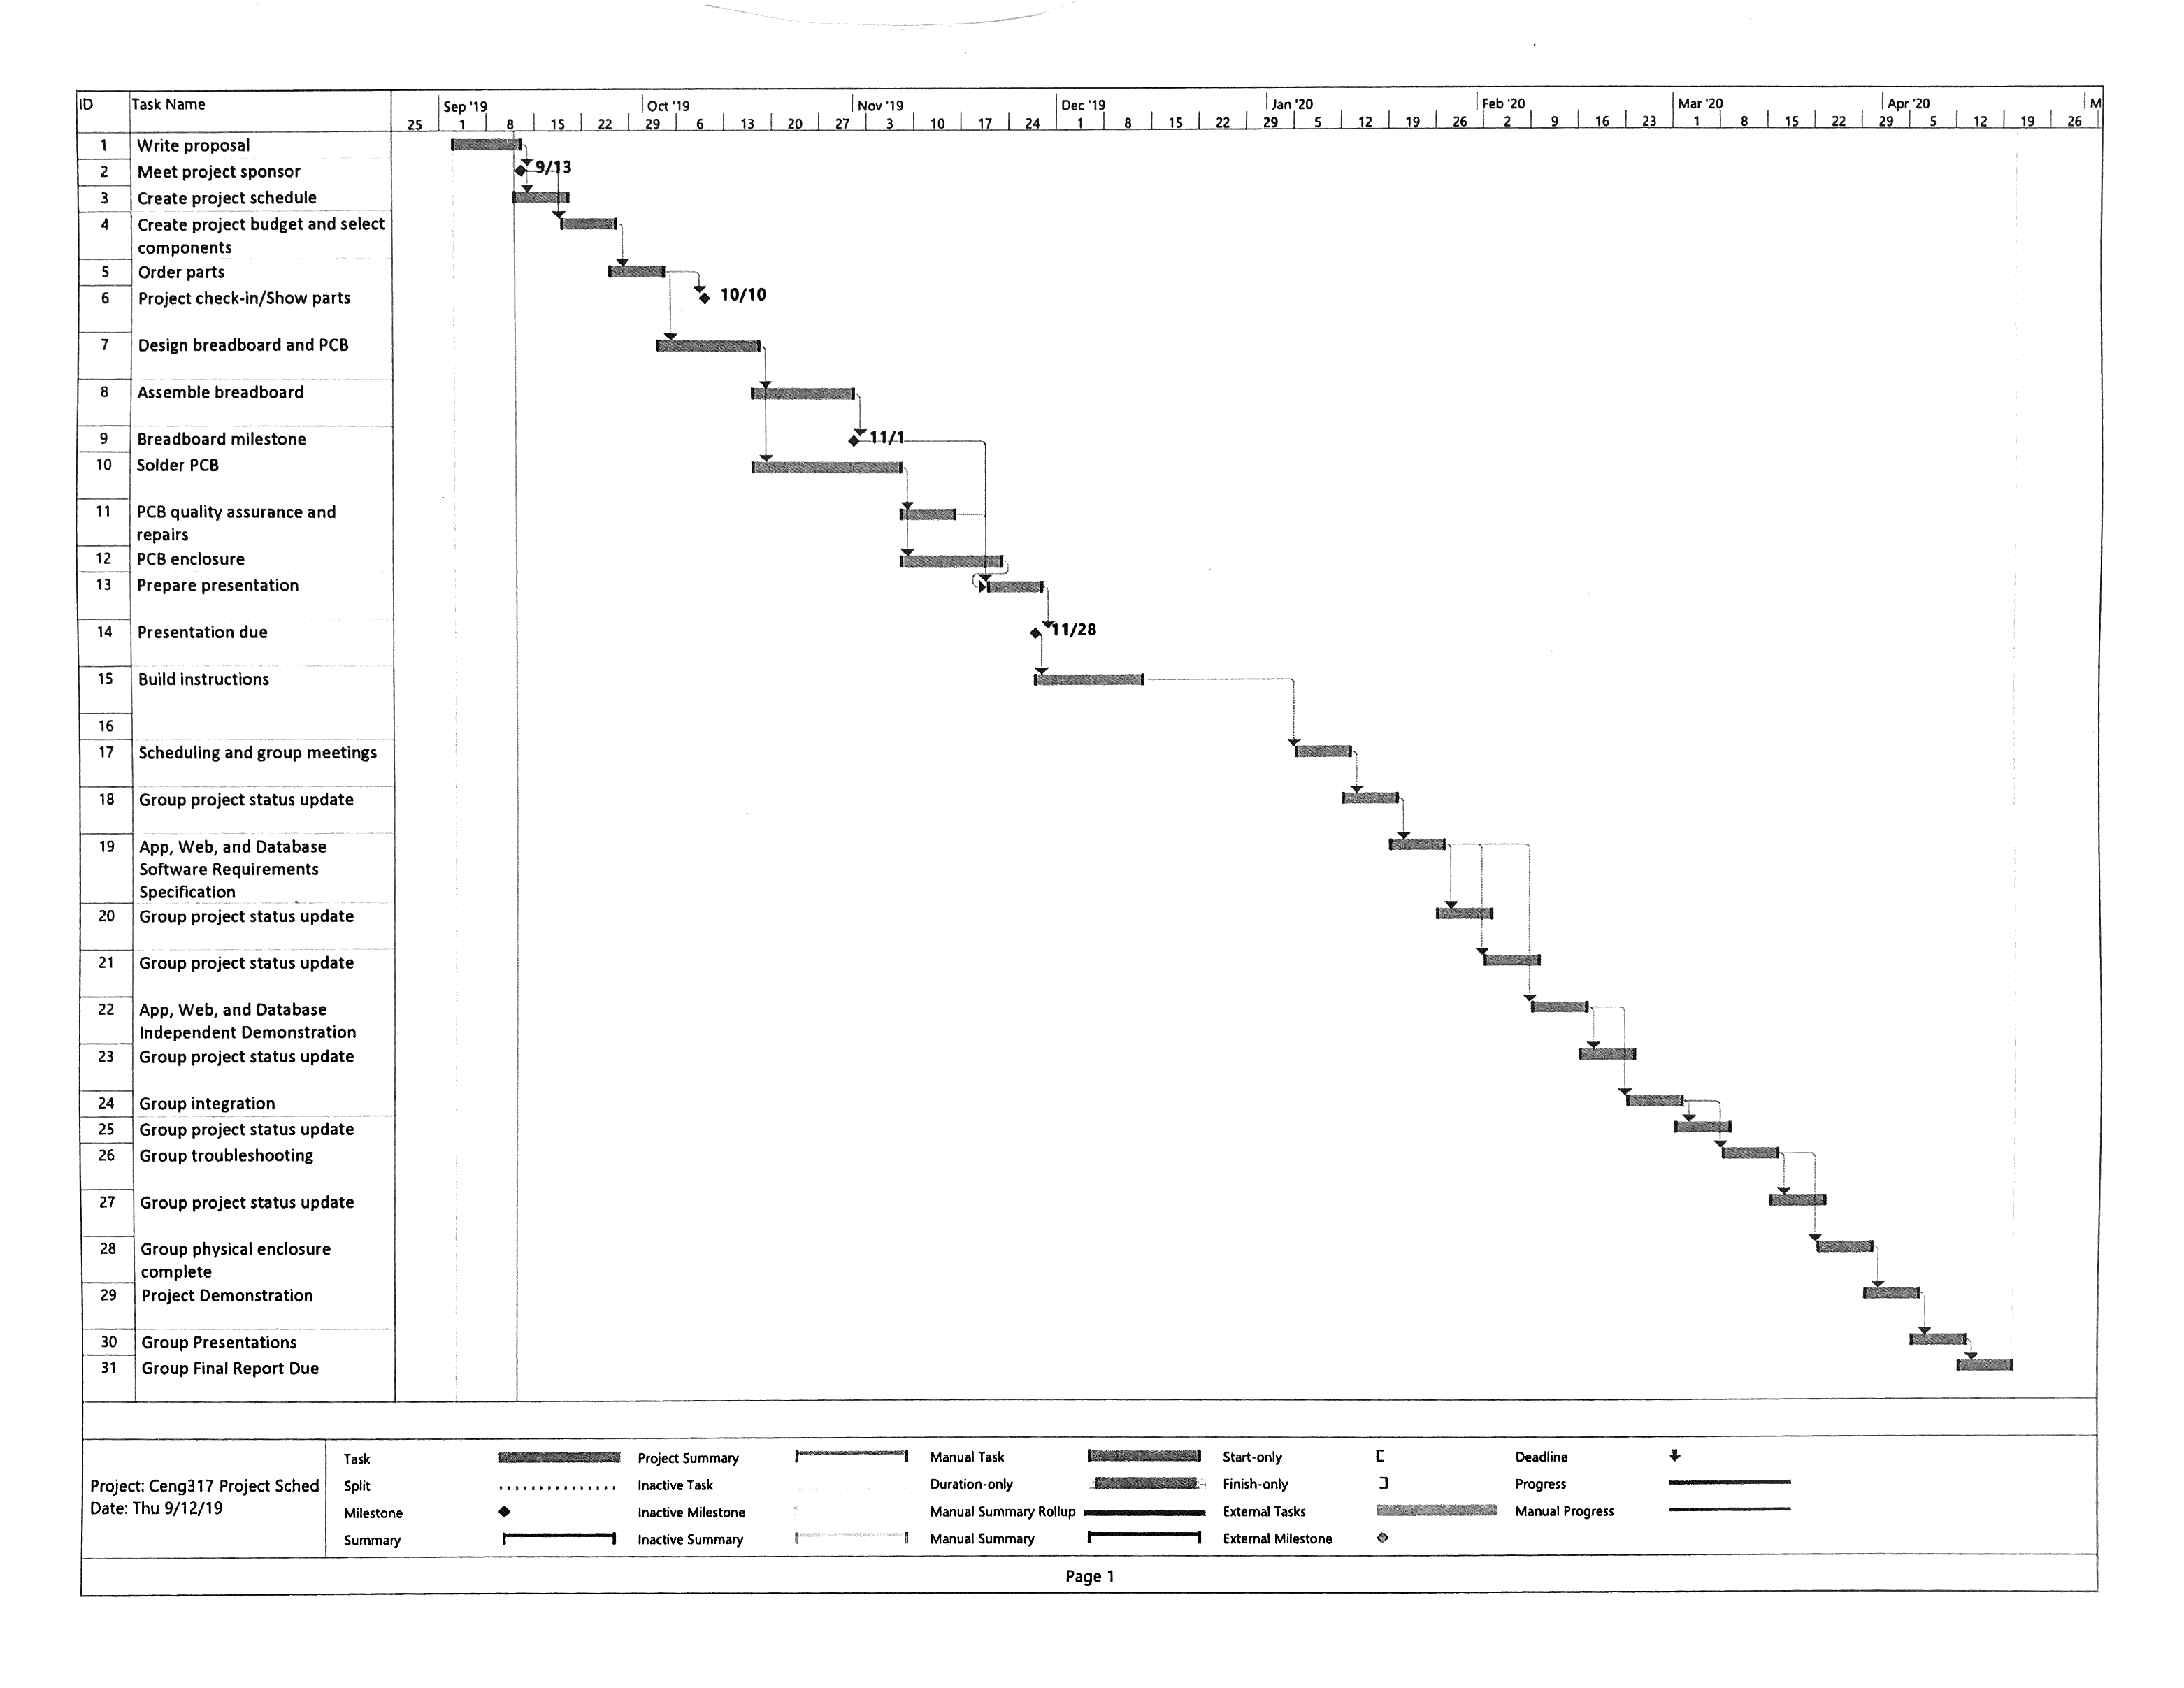 ID Task Name Sep '19 Oct '19 Nov '19 Dec '19 Jan '20 Feb '20 Mar '20 Apr '20 M
25 1 8 15 22 29 6 13 20 27 3 10 17 24 1 8 15 22 29 5 12 19 26 2 9 16 23 1 8 15 22 29 5 12 19 26
1 Write proposal
2 Meet project sponsor 9/13
3 Create project schedule
4 Create project budget and select
components
5 Order parts
6 Project check-in/Show parts 10/10
7 Design breadboard and PCB
8 Assemble breadboard
9 Breadboard milestone 11/1
10 Solder PCB
11 PCB quality assurance and
repairs
12 PCB enclosure
13 Prepare presentation
14 Presentation due 11/28
15 Build instructions
16
17 Scheduling and group meetings
18 Group project status update
19 App, Web, and Database
Software Requirements
Specification
20 Group project status update
21 Group project status update
22 App, Web, and Database
Independent Demonstration
23 Group project status update
24 Group integration
25 Group project status update
26 Group troubleshooting
27 Group project status update
28 Group physical enclosure
complete
29 Project Demonstration
30 Group Presentations
31 Group Final Report Due
Project: Ceng317 Project Sched
Date: Thu 9/12/19
Task Project Summary Manual Task Start-only Deadline
Split Inactive Task Duration-only Finish-only Progress
Milestone Inactive Milestone Manual Summary Rollup External Tasks Manual Progress
Summary Inactive Summary Manual Summary External Milestone
Page 1